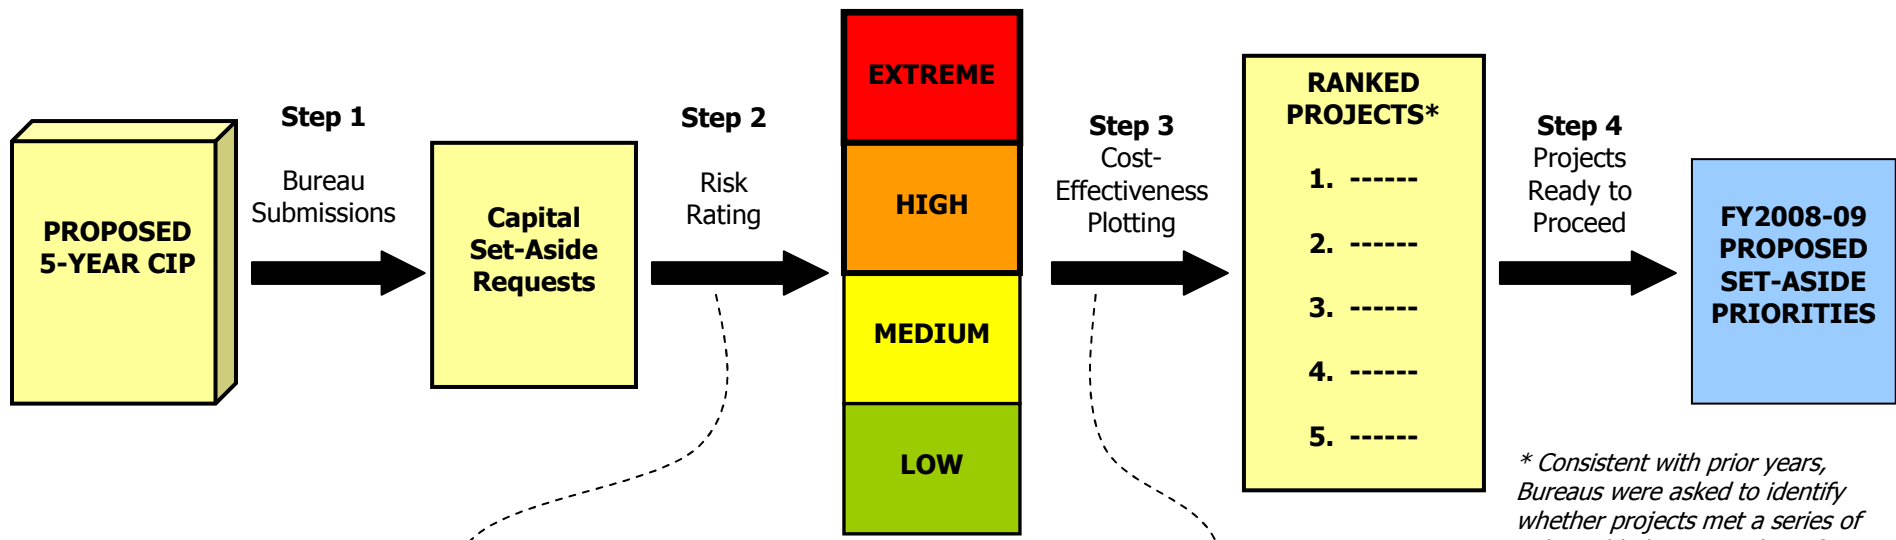 PROPOSED
5-YEAR CIP
Step 1
Bureau
Submissions
Capital
Set-Aside
Requests
Step 2
Risk
Rating
EXTREME
HIGH
MEDIUM
LOW
Step 3
Cost-
Effectiveness
Plotting
RANKED
PROJECTS*
1. ------
2. ------
3. ------
4. ------
5. ------
Step 4
Projects
Ready to
Proceed
FY2008-09
PROPOSED
SET-ASIDE
PRIORITIES
* Consistent with prior years,
Bureaus were asked to identify
whether projects met a series of